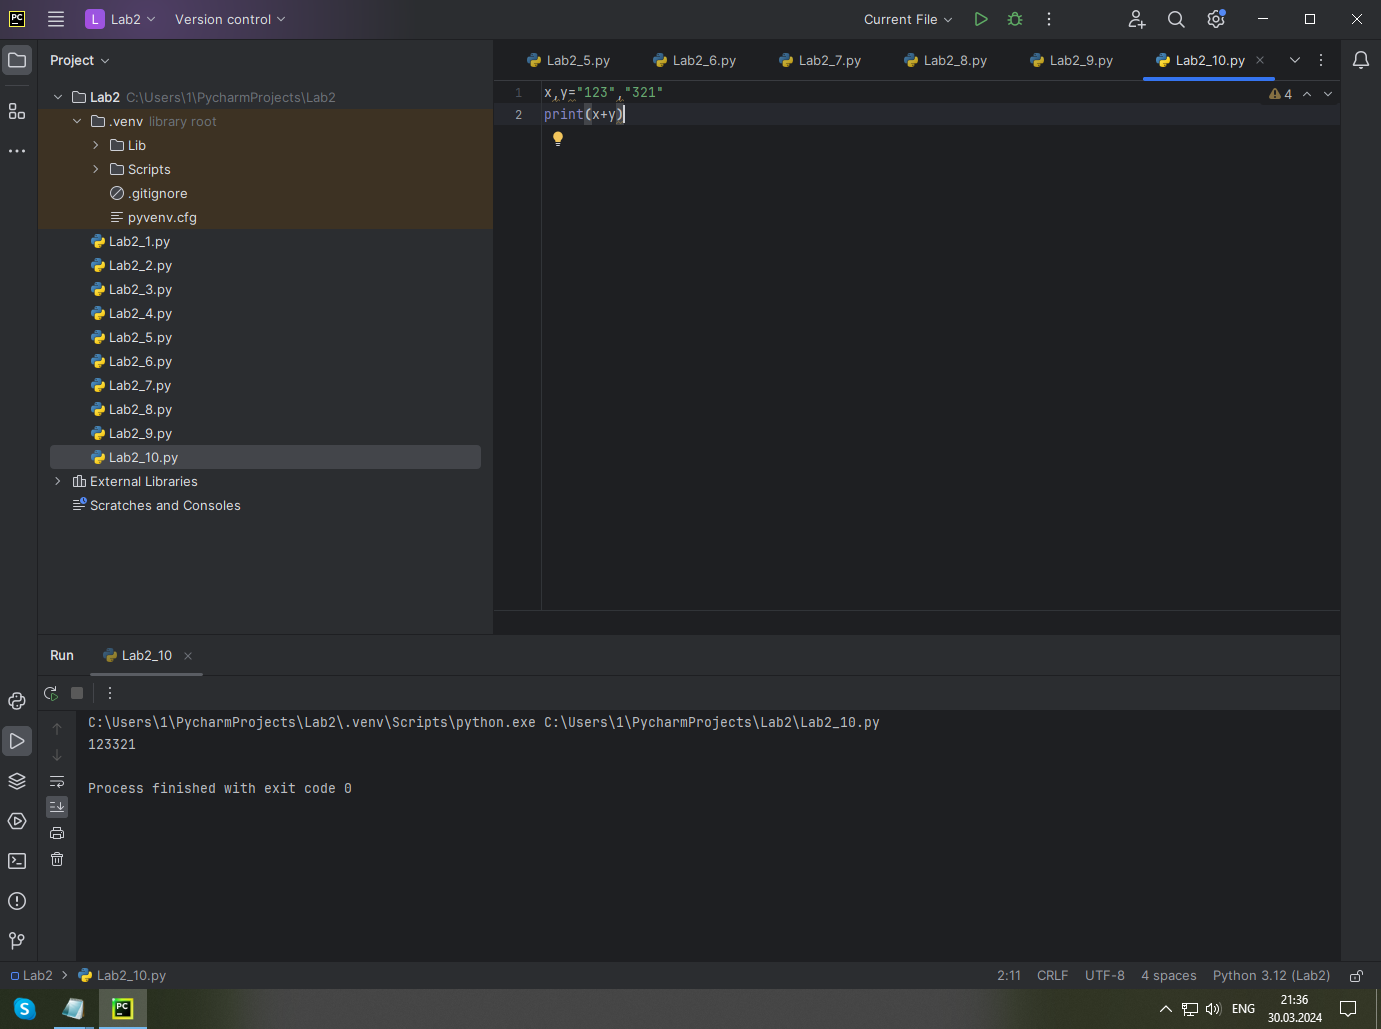 PC
L Lab2
Version control
Current File
Project
Lab2_5.py
Lab2_6.py
Lab2_7.py
Lab2_8.py
Lab2_9.py
Lab2_10.py
Lab2 C:\Users\1\PycharmProjects\Lab2
.venv library root
Lib
Scripts
.gitignore
pyvenv.cfg
Lab2_1.py
Lab2_2.py
Lab2_3.py
Lab2_4.py
Lab2_5.py
Lab2_6.py
Lab2_7.py
Lab2_8.py
Lab2_9.py
Lab2_10.py
External Libraries
Scratches and Consoles
1 x,y="123","321"
2 print(x+y)
4
Run
Lab2_10
C:\Users\1\PycharmProjects\Lab2\.venv\Scripts\python.exe C:\Users\1\PycharmProjects\Lab2\Lab2_10.py
123321
Process finished with exit code 0
Lab2 > Lab2_10.py
2:11 CRLF UTF-8 4 spaces Python 3.12 (Lab2)
S
PC
ENG
21:36
30.03.2024